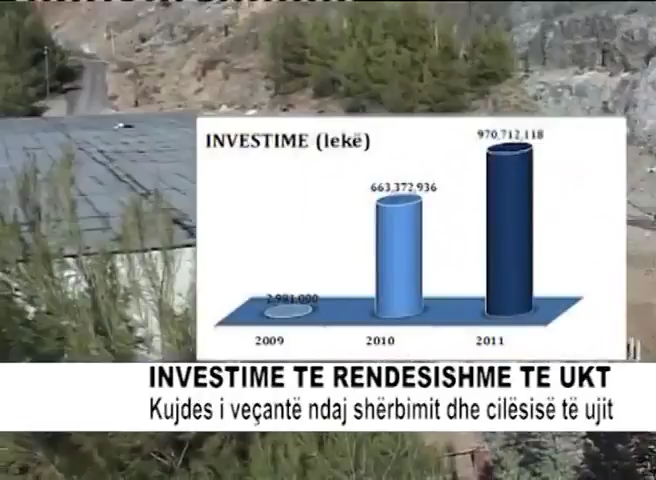 INVESTIME (lekë)
970,712,118
663,372,936
2,981,000
2009 2010 2011
INVESTIME TE RENDESISHME TE UKT
Kujdes i veçantë ndaj shërbimit dhe cilësisë të ujit